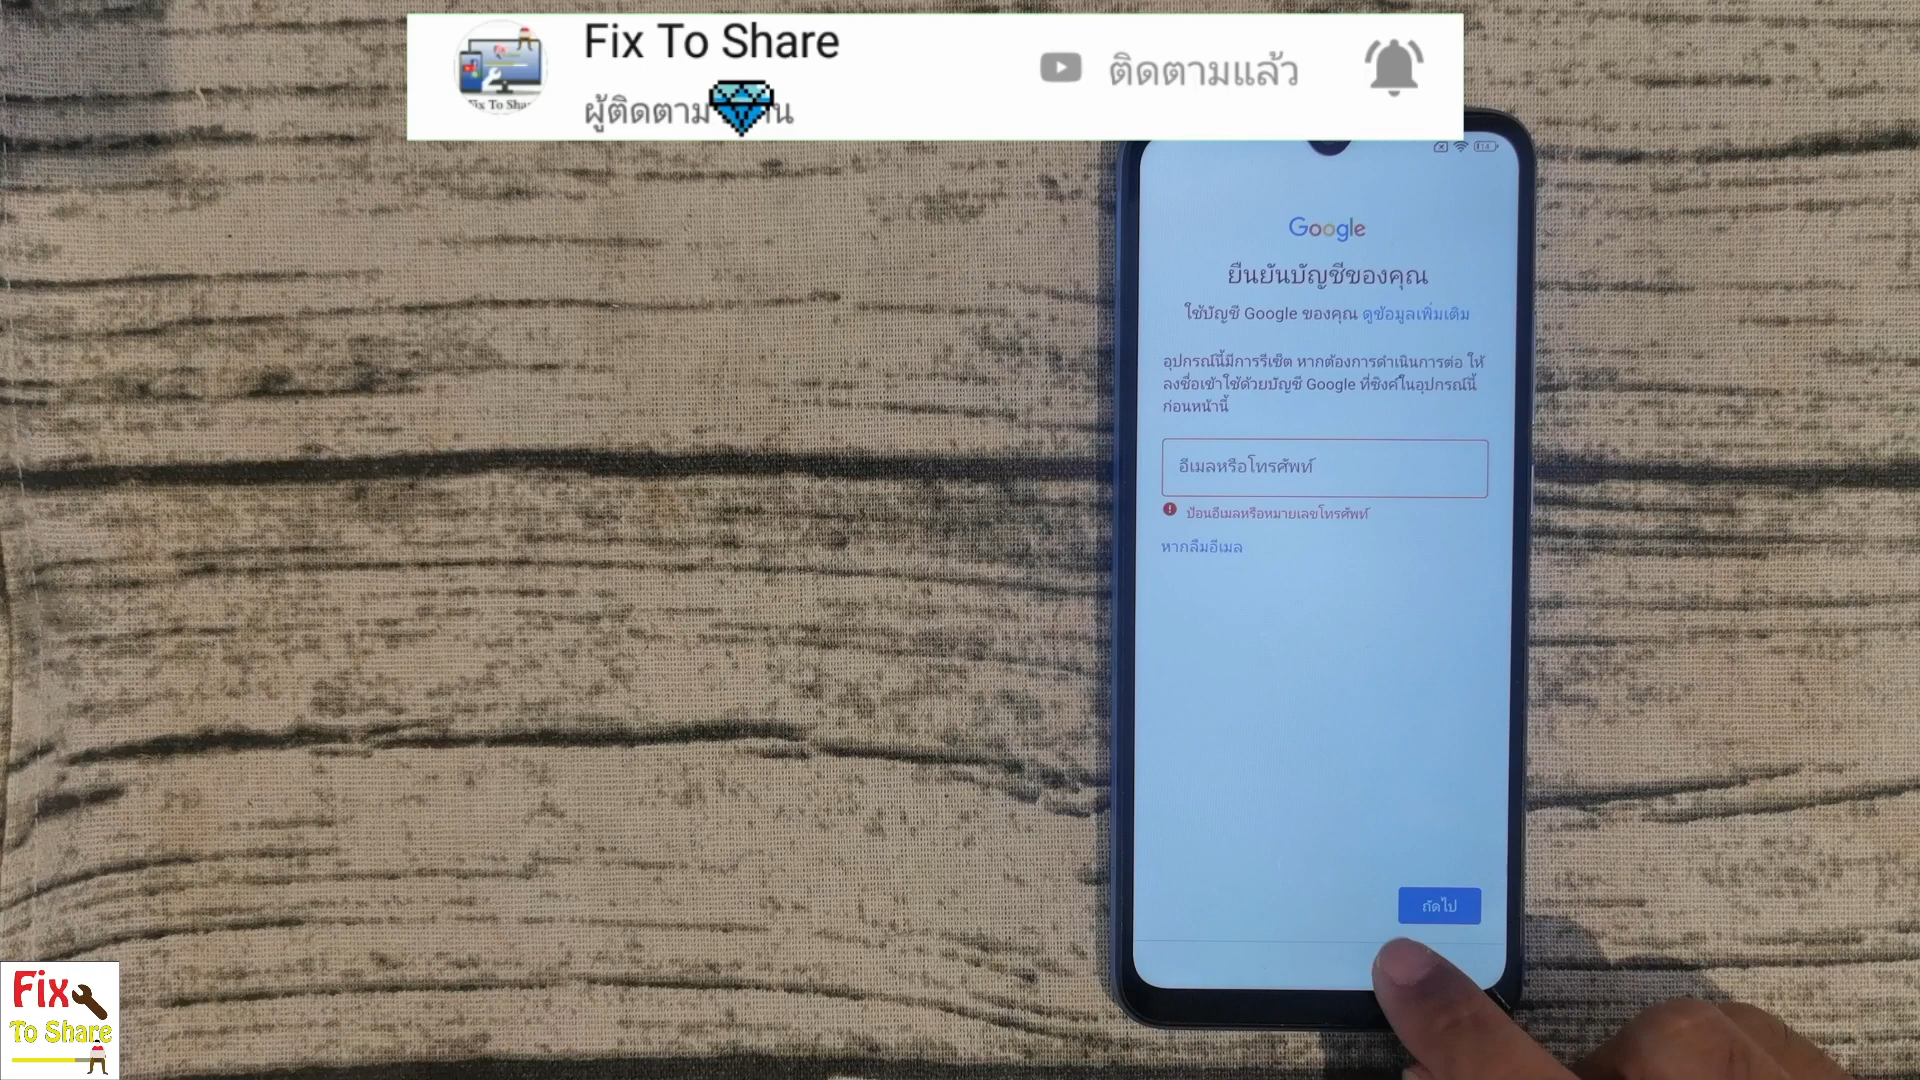 Fix To Share
ผู้ติดตาม
ติดตามแล้ว
Google
ยืนยันบัญชีของคุณ
ใช้บัญชี Google ของคุณ ดูข้อมูลเพิ่มเติม
อุปกรณ์นี้มีการรีเซ็ต หากต้องการดำเนินการต่อ ให้
ลงชื่อเข้าใช้ด้วยบัญชี Google ที่ซิงค์ในอุปกรณ์นี้
ก่อนหน้านี้
อีเมลหรือโทรศัพท์
ป้อนอีเมลหรือหมายเลขโทรศัพท์
หากลืมอีเมล
ถัดไป
Fix
To Share